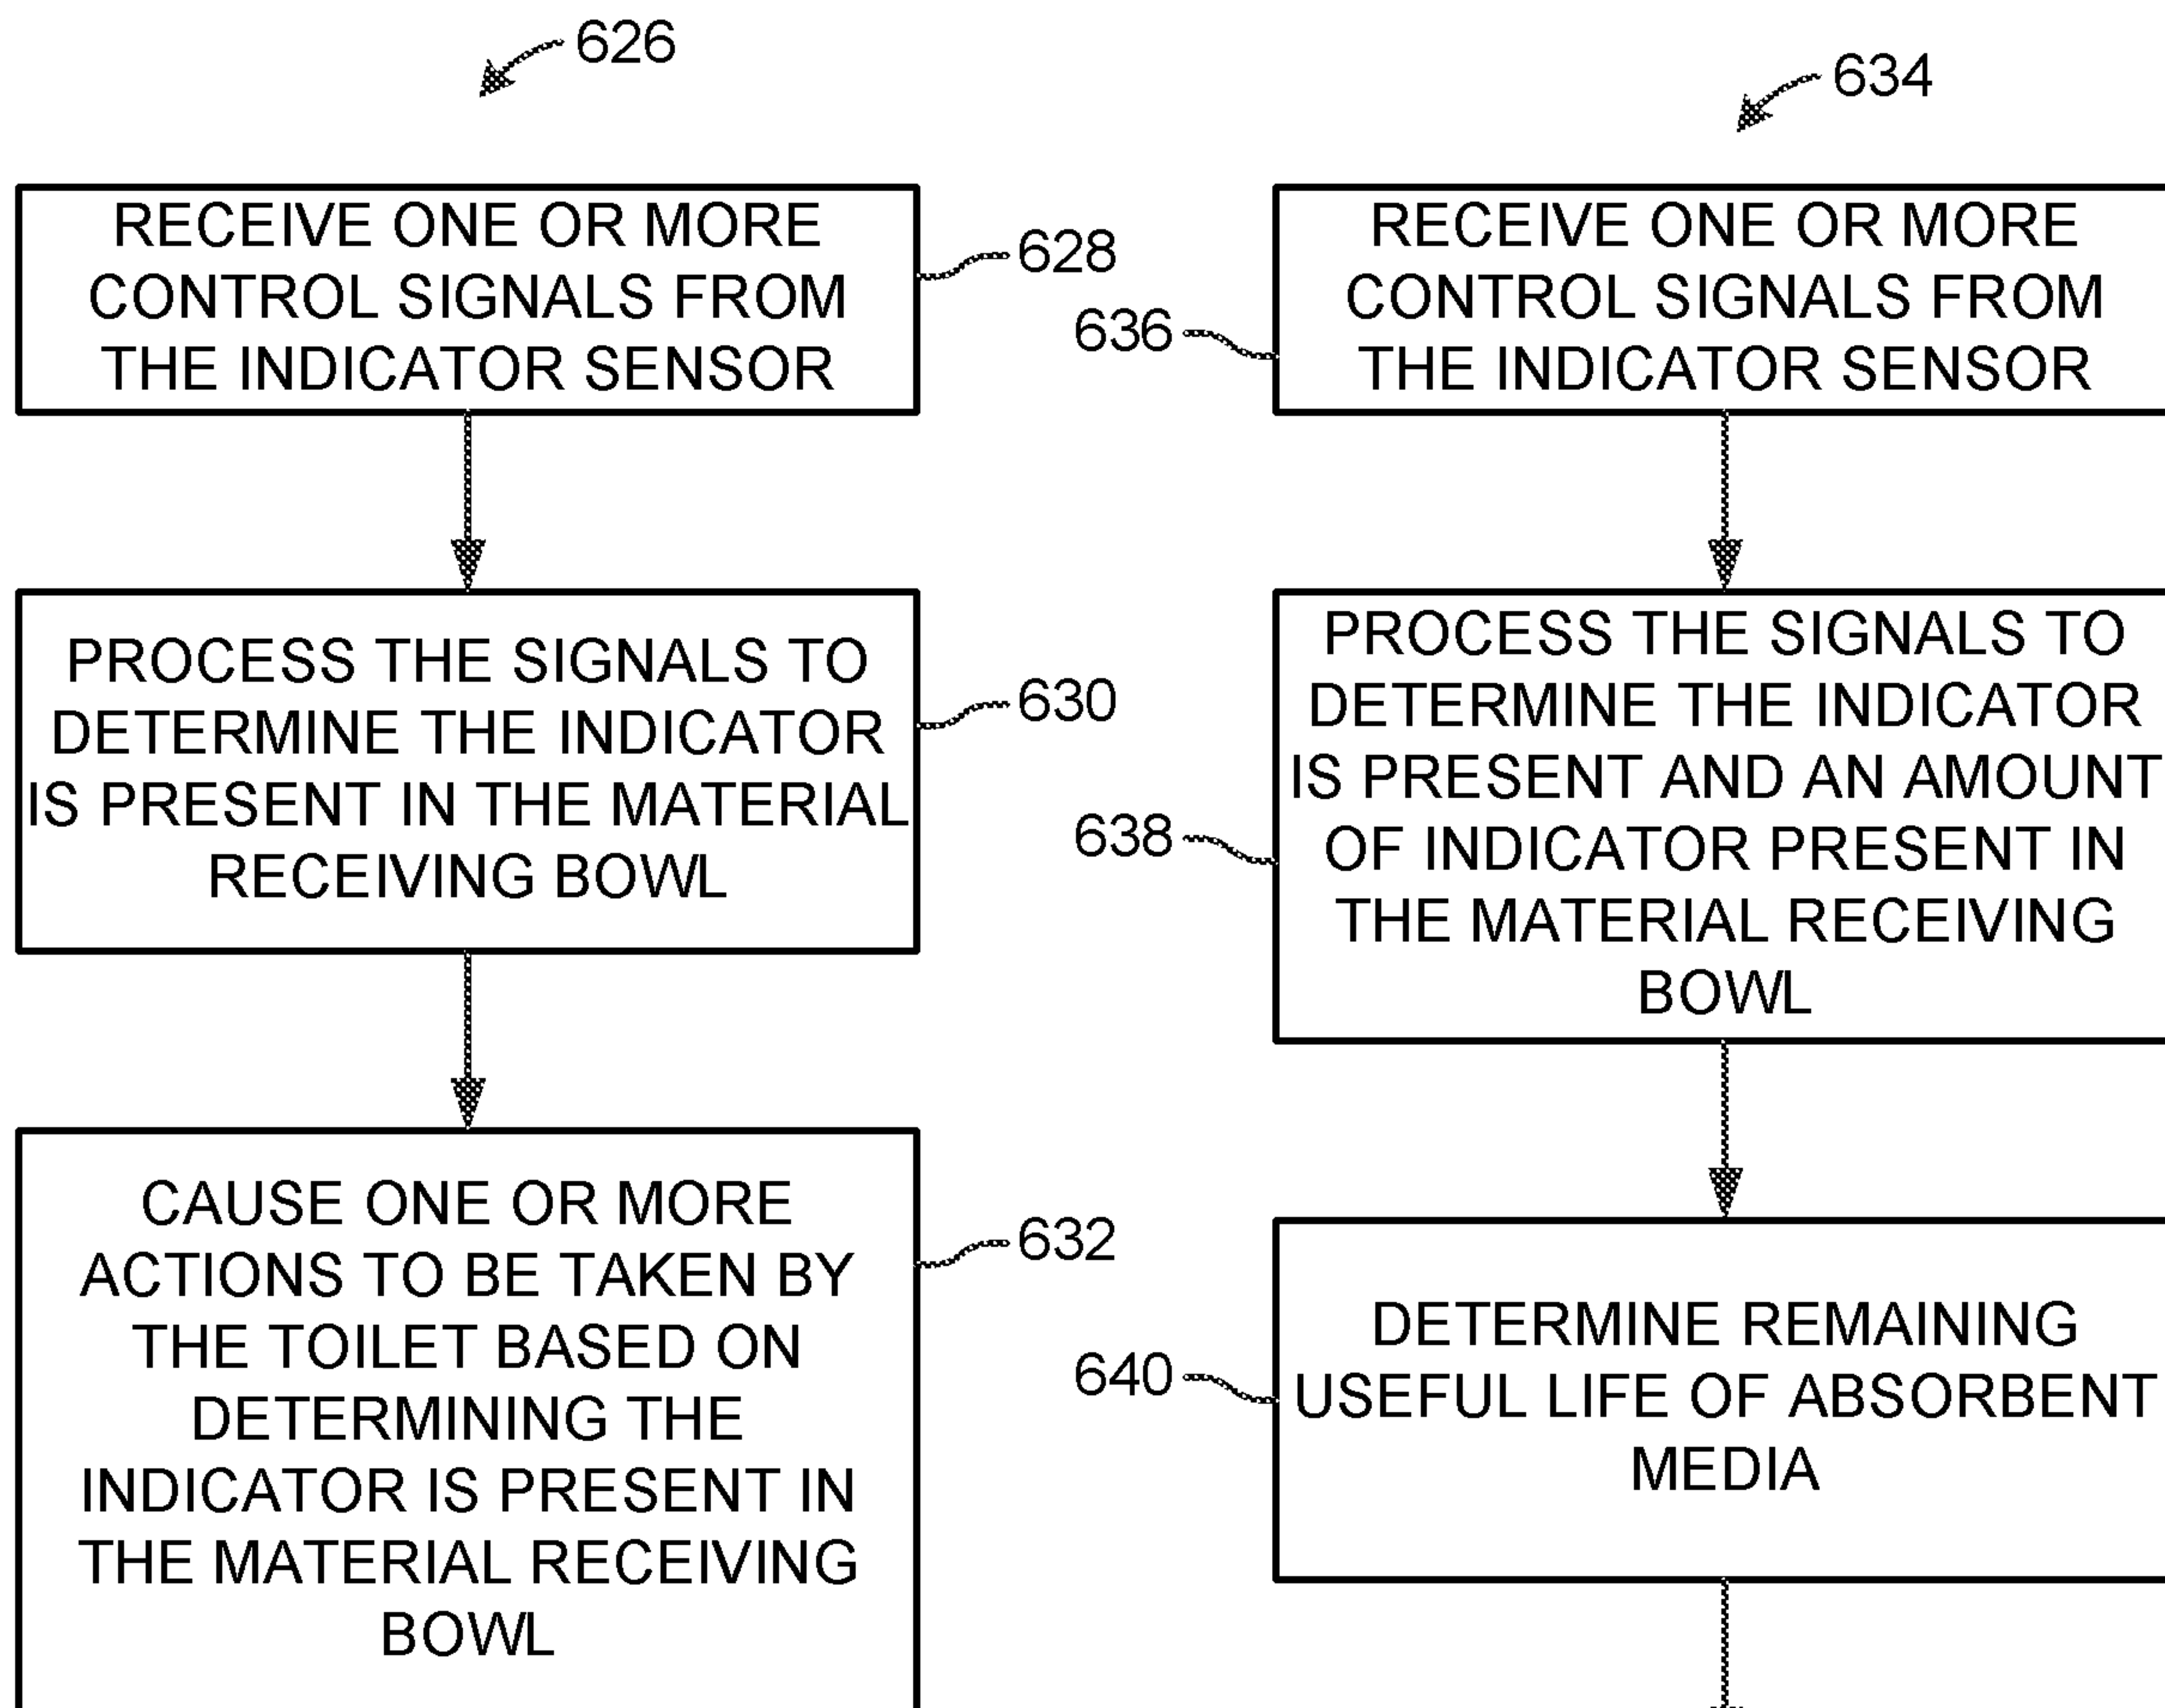 626
RECEIVE ONE OR MORE
CONTROL SIGNALS FROM
THE INDICATOR SENSOR
628
PROCESS THE SIGNALS TO
DETERMINE THE INDICATOR
IS PRESENT IN THE MATERIAL
RECEIVING BOWL
630
CAUSE ONE OR MORE
ACTIONS TO BE TAKEN BY
THE TOILET BASED ON
DETERMINING THE
INDICATOR IS PRESENT IN
THE MATERIAL RECEIVING
BOWL
632
634
RECEIVE ONE OR MORE
CONTROL SIGNALS FROM
THE INDICATOR SENSOR
636
PROCESS THE SIGNALS TO
DETERMINE THE INDICATOR
IS PRESENT AND AN AMOUNT
OF INDICATOR PRESENT IN
THE MATERIAL RECEIVING
BOWL
638
DETERMINE REMAINING
USEFUL LIFE OF ABSORBENT
MEDIA
640